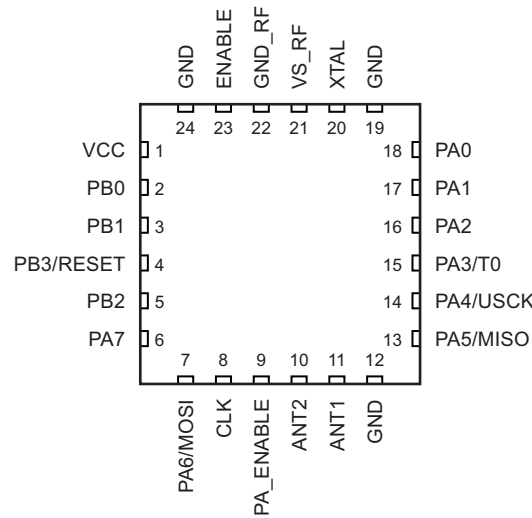 GND
ENABLE
GND_RF
VS_RF
XTAL
GND
24 23 22 21 20 19
VCC 1 18 PA0
PB0 2 17 PA1
PB1 3 16 PA2
PB3/RESET 4 15 PA3/T0
PB2 5 14 PA4/USCK
PA7 6 13 PA5/MISO
7 8 9 10 11 12
PA6/MOSI
CLK
PA_ENABLE
ANT2
ANT1
GND